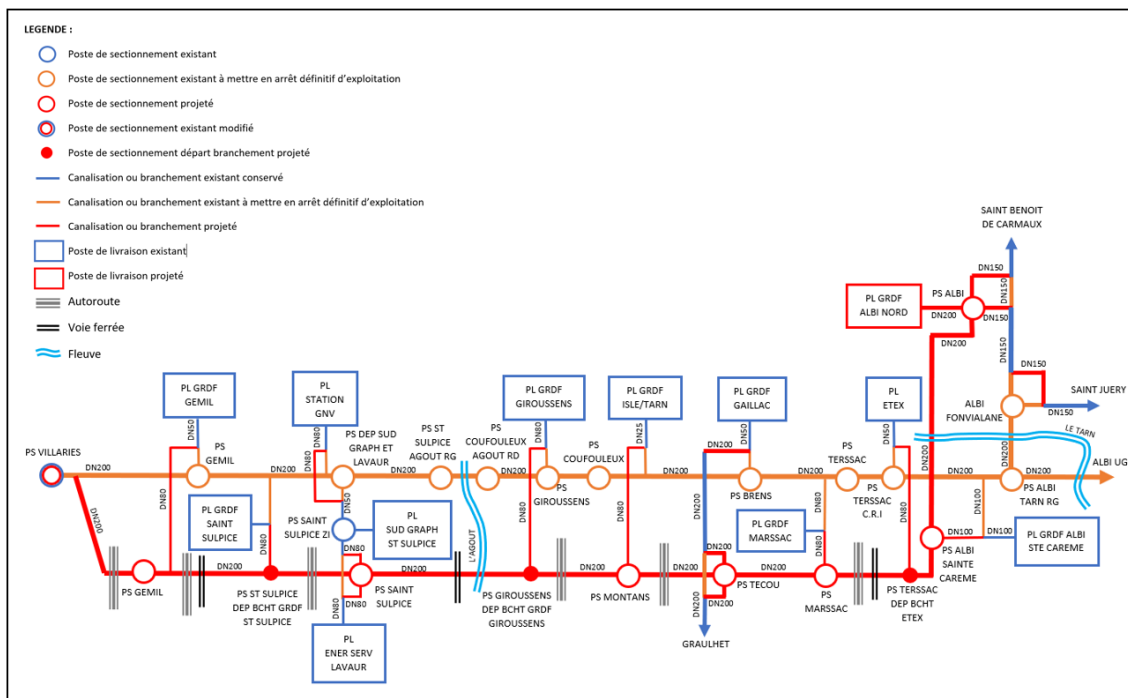 LEGENDE :
Poste de sectionnement existant
Poste de sectionnement existant à mettre en arrêt définitif d'exploitation
Poste de sectionnement projeté
Poste de sectionnement existant modifié
Poste de sectionnement départ branchement projeté
Canalisation ou branchement existant conservé
Canalisation ou branchement existant à mettre en arrêt définitif d'exploitation
Canalisation ou branchement projeté
Poste de livraison existant
Poste de livraison projeté
Autoroute
Voie ferrée
Fleuve
SAINT BENOIT
DE CARMAUX
DN150
DN150
PL GRDF
ALBI NORD
PS ALBI
DN200
DN150
DN200
DN150
DN150
SAINT JUERY
DN150
ALBI
FONVIALANE
LE TARN
DN200
PL GRDF
GEMIL
DN50
PL
STATION
GNV
DN80
PL GRDF
GIROUSSENS
DN80
PL GRDF
ISLE/TARN
DN25
PL GRDF
GAILLAC
DN50
PL
ETEX
DN50
PS VILLARIES
DN200
PS
GEMIL
DN200
DN80
PS DEP SUD
GRAPH ET
LAVAUR
DN200
PS ST
SULPICE
AGOUT RG
PS
COUFOULEUX
AGOUT RD
DN200
PS
GIROUSSENS
PS
COUFOULEUX
DN200
DN200
PS BRENS
DN200
PS
TERSSAC
PS
TERSSAC
C.R.I
DN200
DN200
ALBI UG
PS ALBI
TARN RG
DN200
DN80
PL GRDF
SAINT
SULPICE
DN80
DN50
PS SAINT
SULPICE ZI
PL
SUD GRAPH
ST SULPICE
DN80
DN80
DN80
L'AGOUT
DN80
DN80
DN200
DN200
DN200
PL GRDF
MARSSAC
DN80
DN80
DN80
DN100
DN100
DN100
PL GRDF ALBI
STE CAREME
PS ALBI
SAINTE
CAREME
PS GEMIL
DN200
PS ST SULPICE
DEP BCHT GRDF
ST SULPICE
DN200
PS SAINT
SULPICE
DN200
PS GIROUSSENS
DEP BCHT GRDF
GIROUSSENS
DN200
PS MONTANS
DN200
DN200
PS TECOU
DN200
PS
MARSSAC
DN200
PS TERSSAC
DEP BCHT
ETEX
PL
ENER SERV
LAVAUR
GRAULHET